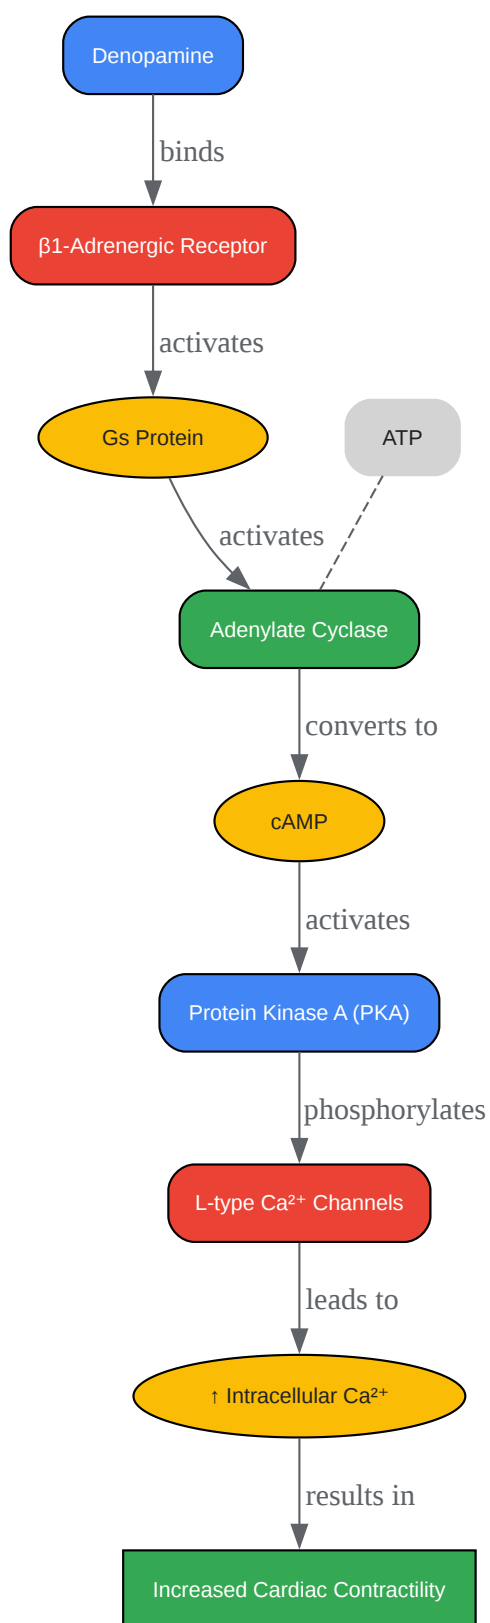 Denopamine
binds
β1-Adrenergic Receptor
activates
Gs Protein
ATP
activates
Adenylate Cyclase
converts to
cAMP
activates
Protein Kinase A (PKA)
phosphorylates
L-type Ca²⁺ Channels
leads to
↑ Intracellular Ca²⁺
results in
Increased Cardiac Contractility